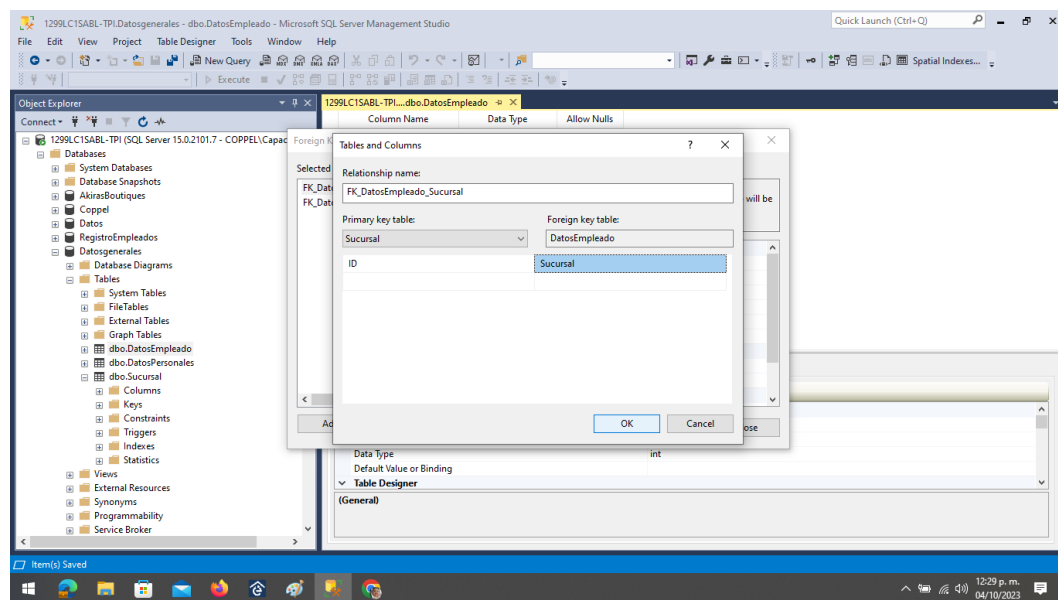 1299LC1SABL-TPI.Datosgenerales - dbo.DatosEmpleado - Microsoft SQL Server Management Studio
Quick Launch (Ctrl+Q)
File Edit View Project Table Designer Tools Window Help
New Query
Spatial Indexes...
Execute
Object Explorer
1299LC1SABL-TPI....dbo.DatosEmpleado
Connect
Column Name Data Type Allow Nulls
1299LC1SABL-TPI (SQL Server 15.0.2101.7 - COPPEL\Capac
Databases
System Databases
Database Snapshots
AkirasBoutiques
Coppel
Datos
RegistroEmpleados
Datosgenerales
Database Diagrams
Tables
System Tables
FileTables
External Tables
Graph Tables
dbo.DatosEmpleado
dbo.DatosPersonales
dbo.Sucursal
Columns
Keys
Constraints
Triggers
Indexes
Statistics
Views
External Resources
Synonyms
Programmability
Service Broker
Foreign K
Selected
FK_Dat
FK_Dat
will be
Ad
ose
Tables and Columns
Relationship name:
FK_DatosEmpleado_Sucursal
Primary key table: Foreign key table:
Sucursal DatosEmpleado
ID Sucursal
OK Cancel
Data Type int
Default Value or Binding
Table Designer
(General)
Item(s) Saved
12:29 p. m.
04/10/2023